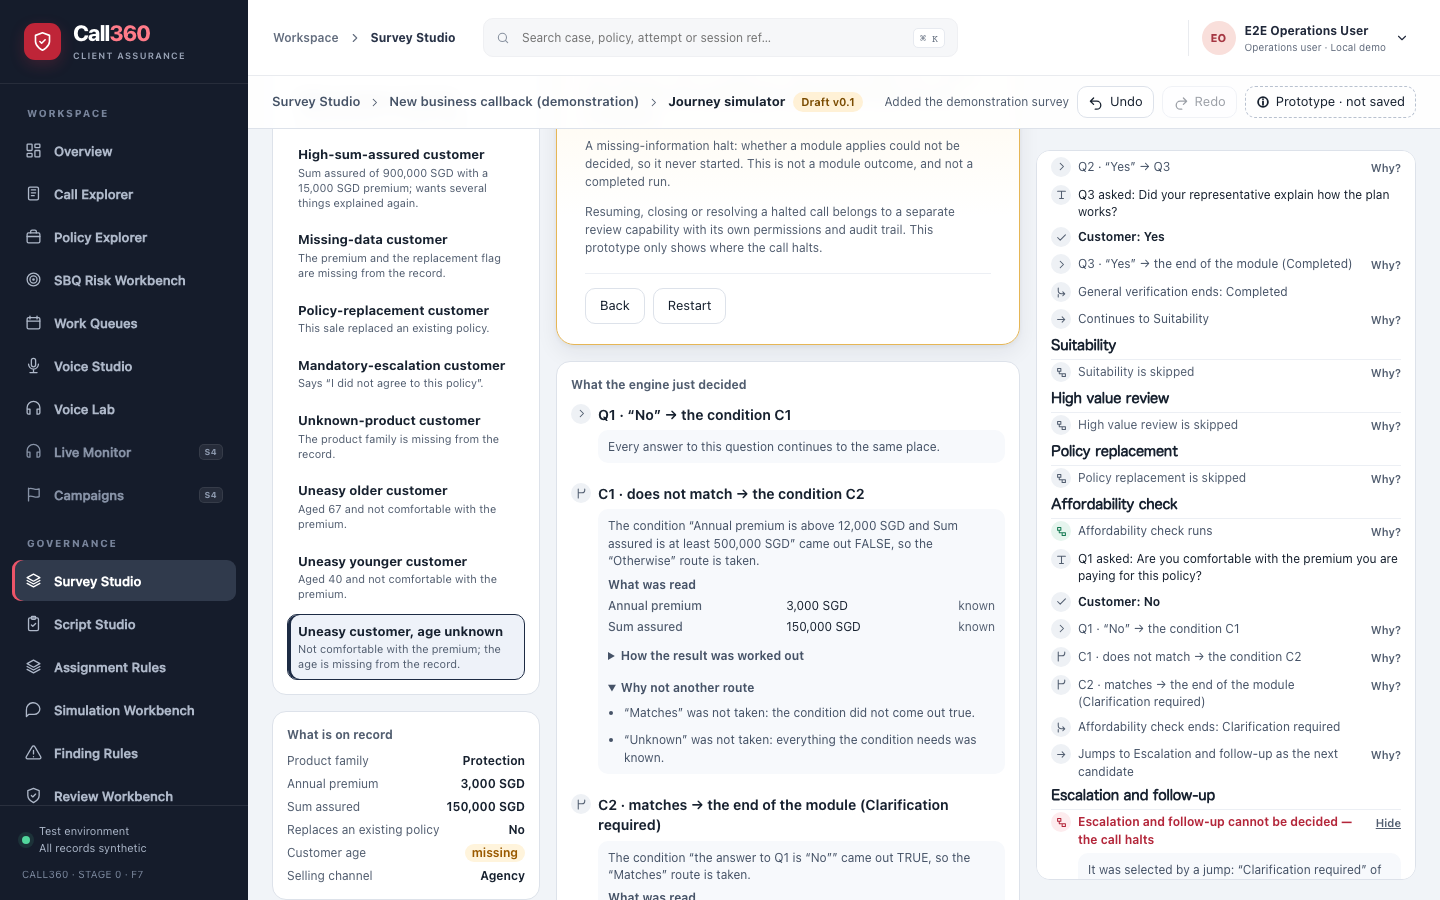 Call360
CLIENT ASSURANCE
WORKSPACE
Overview
Call Explorer
Policy Explorer
SBQ Risk Workbench
Work Queues
Voice Studio
Voice Lab
Live Monitor S4
Campaigns S4
GOVERNANCE
Survey Studio
Script Studio
Assignment Rules
Simulation Workbench
Finding Rules
Review Workbench
Test environment
All records synthetic
CALL360 · STAGE 0 · F7
Workspace > Survey Studio
Search case, policy, attempt or session ref...
⌘ K
EO
E2E Operations User
Operations user · Local demo
Survey Studio > New business callback (demonstration) > Journey simulator
Draft v0.1
Added the demonstration survey
Undo
Redo
Prototype · not saved
High-sum-assured customer
Sum assured of 900,000 SGD with a
15,000 SGD premium; wants several
things explained again.
Missing-data customer
The premium and the replacement flag
are missing from the record.
Policy-replacement customer
This sale replaced an existing policy.
Mandatory-escalation customer
Says “I did not agree to this policy”.
Unknown-product customer
The product family is missing from the
record.
Uneasy older customer
Aged 67 and not comfortable with the
premium.
Uneasy younger customer
Aged 40 and not comfortable with the
premium.
Uneasy customer, age unknown
Not comfortable with the premium; the
age is missing from the record.
What is on record
Product family Protection
Annual premium 3,000 SGD
Sum assured 150,000 SGD
Replaces an existing policy No
Customer age missing
Selling channel Agency
A missing-information halt: whether a module applies could not be
decided, so it never started. This is not a module outcome, and not a
completed run.
Resuming, closing or resolving a halted call belongs to a separate
review capability with its own permissions and audit trail. This
prototype only shows where the call halts.
Back
Restart
What the engine just decided
Q1 · “No” → the condition C1
Every answer to this question continues to the same place.
C1 · does not match → the condition C2
The condition “Annual premium is above 12,000 SGD and Sum
assured is at least 500,000 SGD” came out FALSE, so the
“Otherwise” route is taken.
What was read
Annual premium 3,000 SGD known
Sum assured 150,000 SGD known
▶ How the result was worked out
▼ Why not another route
• “Matches” was not taken: the condition did not come out true.
• “Unknown” was not taken: everything the condition needs was
known.
C2 · matches → the end of the module (Clarification
required)
The condition “the answer to Q1 is “No”” came out TRUE, so the
“Matches” route is taken.
What was read
Q2 · “Yes” → Q3 Why?
Q3 asked: Did your representative explain how the plan
works?
Customer: Yes
Q3 · “Yes” → the end of the module (Completed) Why?
General verification ends: Completed
Continues to Suitability Why?
Suitability
Suitability is skipped Why?
High value review
High value review is skipped Why?
Policy replacement
Policy replacement is skipped Why?
Affordability check
Affordability check runs Why?
Q1 asked: Are you comfortable with the premium you are
paying for this policy?
Customer: No
Q1 · “No” → the condition C1 Why?
C1 · does not match → the condition C2 Why?
C2 · matches → the end of the module Why?
(Clarification required)
Affordability check ends: Clarification required
Jumps to Escalation and follow-up as the next Why?
candidate
Escalation and follow-up
Escalation and follow-up cannot be decided — Hide
the call halts
It was selected by a jump: “Clarification required” of